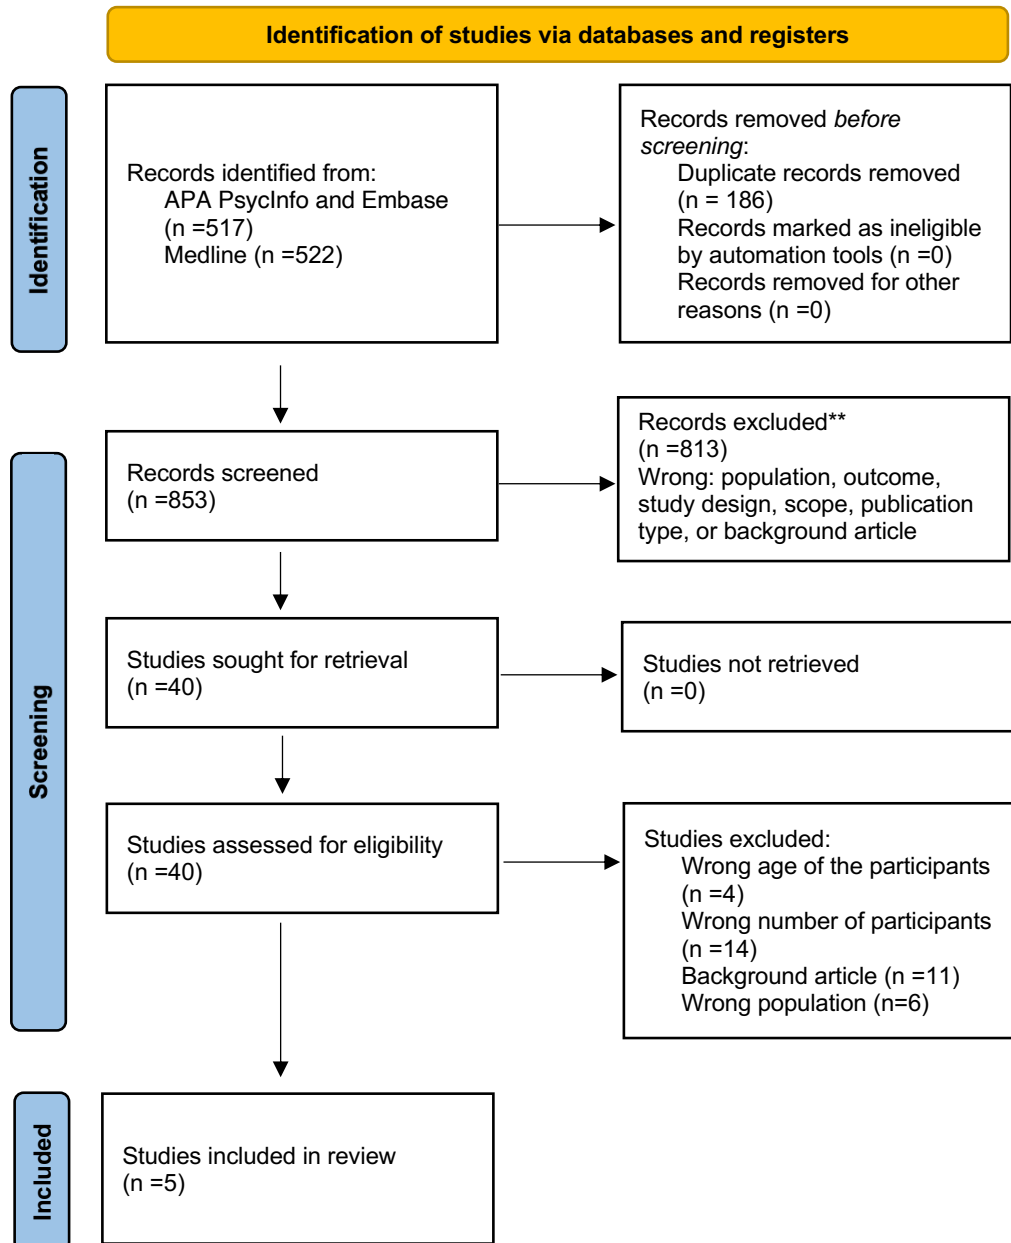 Identification of studies via databases and registers
Identification
Records identified from:
APA PsycInfo and Embase
(n =517)
Medline (n =522)
Records removed before
screening:
Duplicate records removed
(n = 186)
Records marked as ineligible
by automation tools (n =0)
Records removed for other
reasons (n =0)
Screening
Records screened
(n =853)
Records excluded**
(n =813)
Wrong: population, outcome,
study design, scope, publication
type, or background article
Studies sought for retrieval
(n =40)
Studies not retrieved
(n =0)
Studies assessed for eligibility
(n =40)
Studies excluded:
Wrong age of the participants
(n =4)
Wrong number of participants
(n =14)
Background article (n =11)
Wrong population (n=6)
Included
Studies included in review
(n =5)